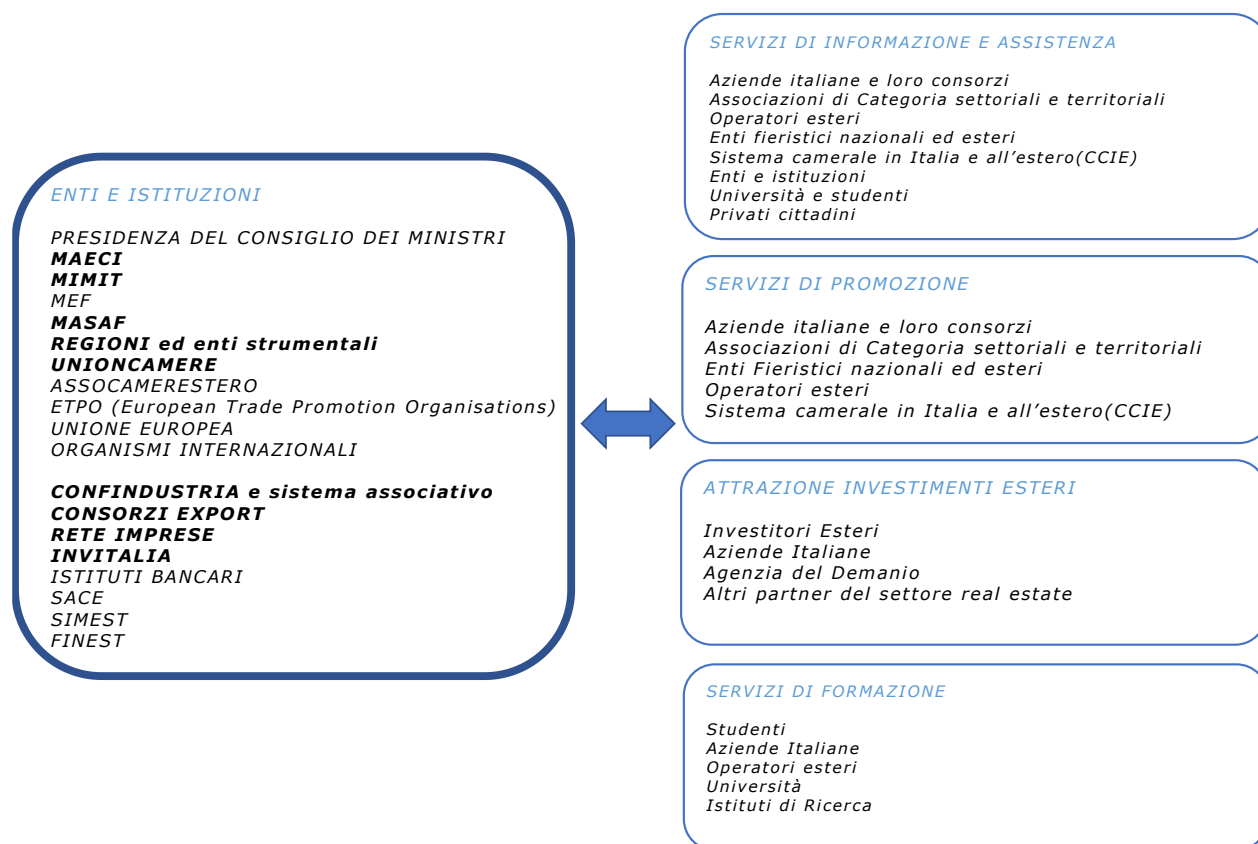 ENTI E ISTITUZIONI
PRESIDENZA DEL CONSIGLIO DEI MINISTRI
MAECI
MIMIT
MEF
MASAF
REGIONI ed enti strumentali
UNIONCAMERE
ASSOCAMERESTERO
ETPO (European Trade Promotion Organisations)
UNIONE EUROPEA
ORGANISMI INTERNAZIONALI
CONFINDUSTRIA e sistema associativo
CONSORZI EXPORT
RETE IMPRESE
INVITALIA
ISTITUTI BANCARI
SACE
SIMEST
FINEST
SERVIZI DI INFORMAZIONE E ASSISTENZA
Aziende italiane e loro consorzi
Associazioni di Categoria settoriali e territoriali
Operatori esteri
Enti fieristici nazionali ed esteri
Sistema camerale in Italia e all’estero(CCIE)
Enti e istituzioni
Università e studenti
Privati cittadini
SERVIZI DI PROMOZIONE
Aziende italiane e loro consorzi
Associazioni di Categoria settoriali e territoriali
Enti Fieristici nazionali ed esteri
Operatori esteri
Sistema camerale in Italia e all’estero(CCIE)
ATTRAZIONE INVESTIMENTI ESTERI
Investitori Esteri
Aziende Italiane
Agenzia del Demanio
Altri partner del settore real estate
SERVIZI DI FORMAZIONE
Studenti
Aziende Italiane
Operatori esteri
Università
Istituti di Ricerca